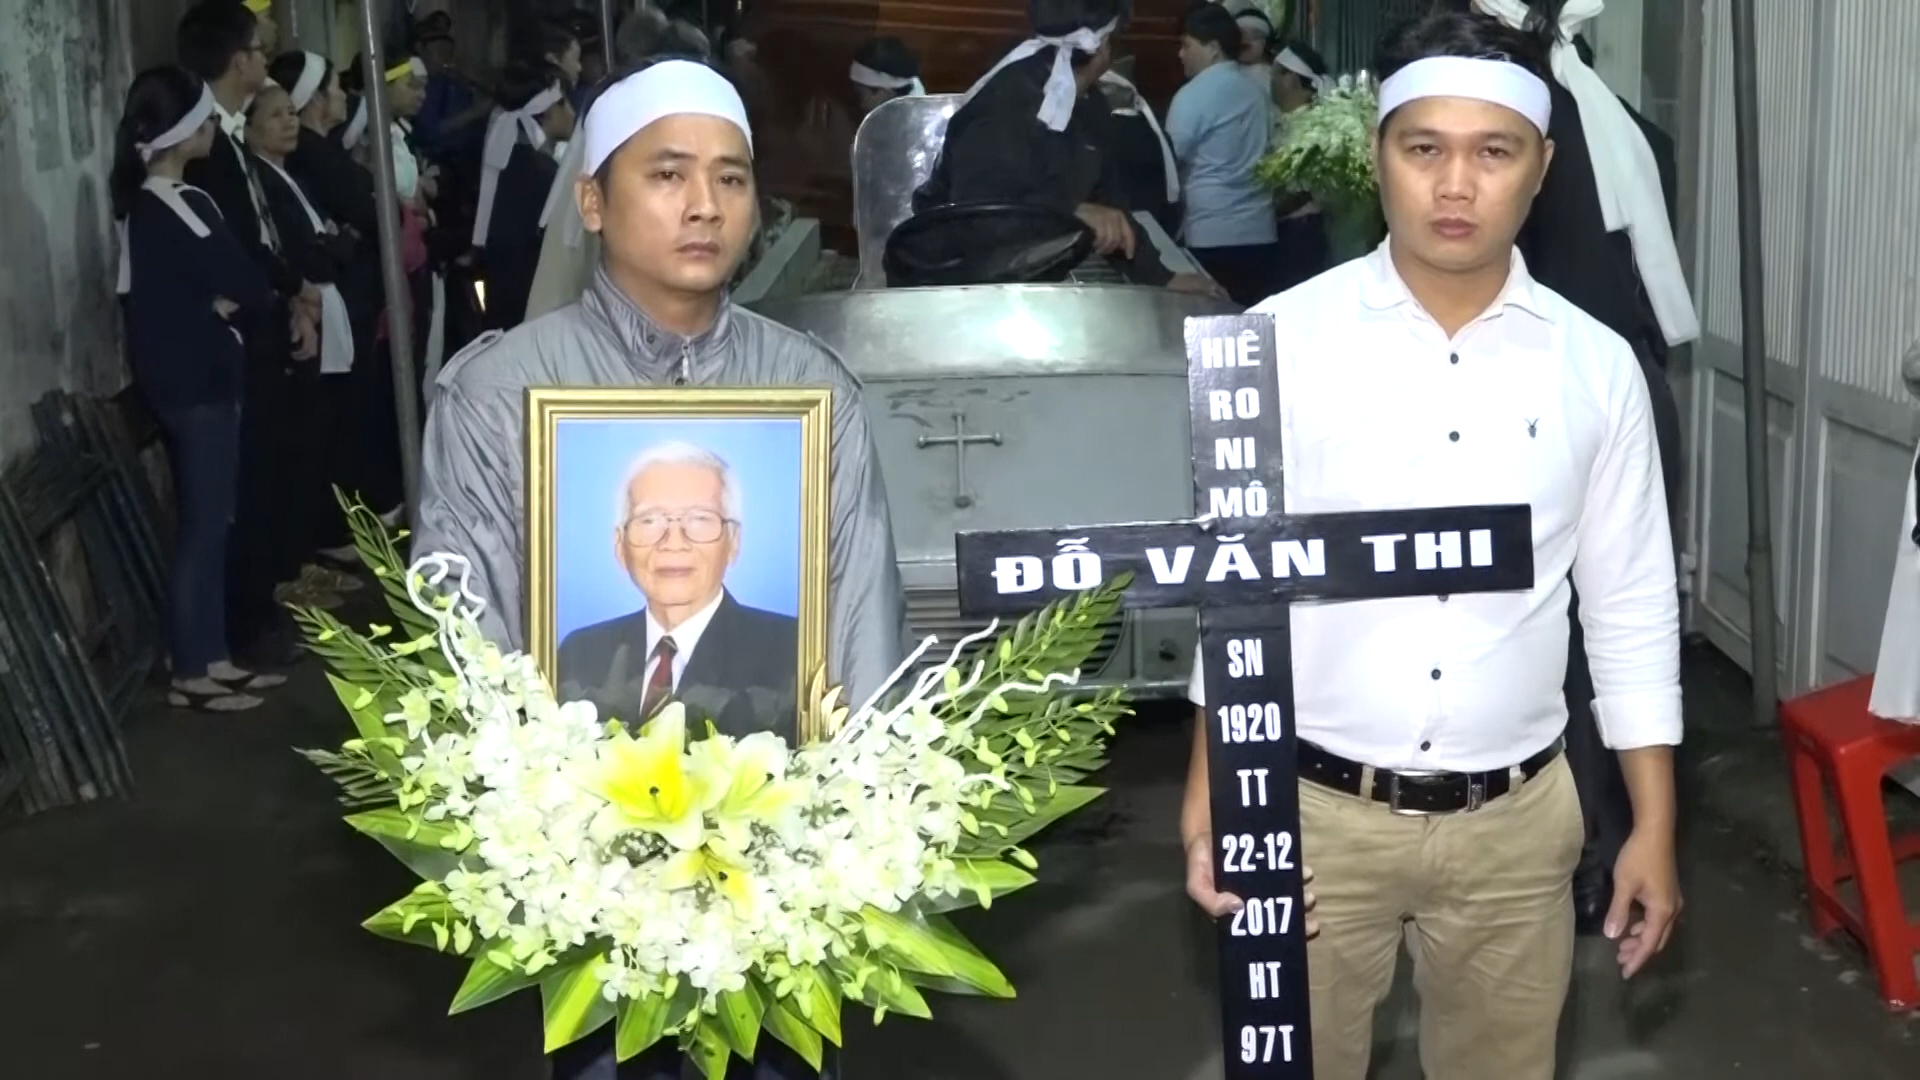 HIÊ
RO
NI
MÔ
ĐỖ VĂN THI
SN
1920
TT
22-12
2017
HT
97T